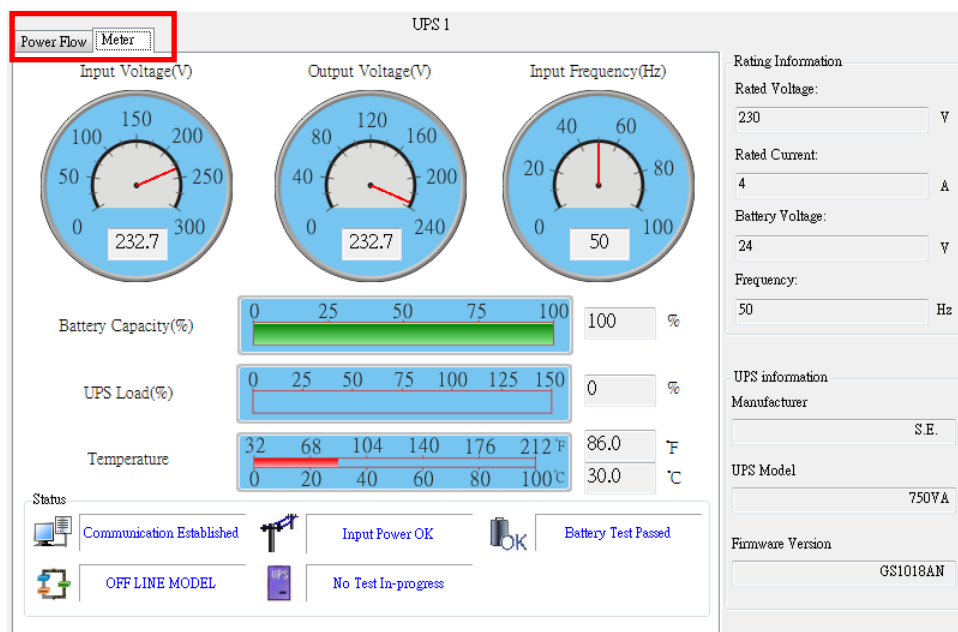 UPS 1
Power Flow Meter
Input Voltage(V) Output Voltage(V) Input Frequency(Hz)
0 50 100 150 200 250 300
232.7
0 40 80 120 160 200 240
232.7
0 20 40 60 80 100
50
Battery Capacity(%) 0 25 50 75 100 100 %
UPS Load(%) 0 25 50 75 100 125 150 0 %
Temperature
32 68 104 140 176 212 °F 86.0 °F
0 20 40 60 80 100 °C 30.0 °C
Status
Communication Established Input Power OK OK Battery Test Passed
OFF LINE MODEL UPS No Test In-progress
Rating Information
Rated Voltage:
230 V
Rated Current:
4 A
Battery Voltage:
24 V
Frequency:
50 Hz
UPS information
Manufacturer
S.E.
UPS Model
750VA
Firmware Version
GS1018AN